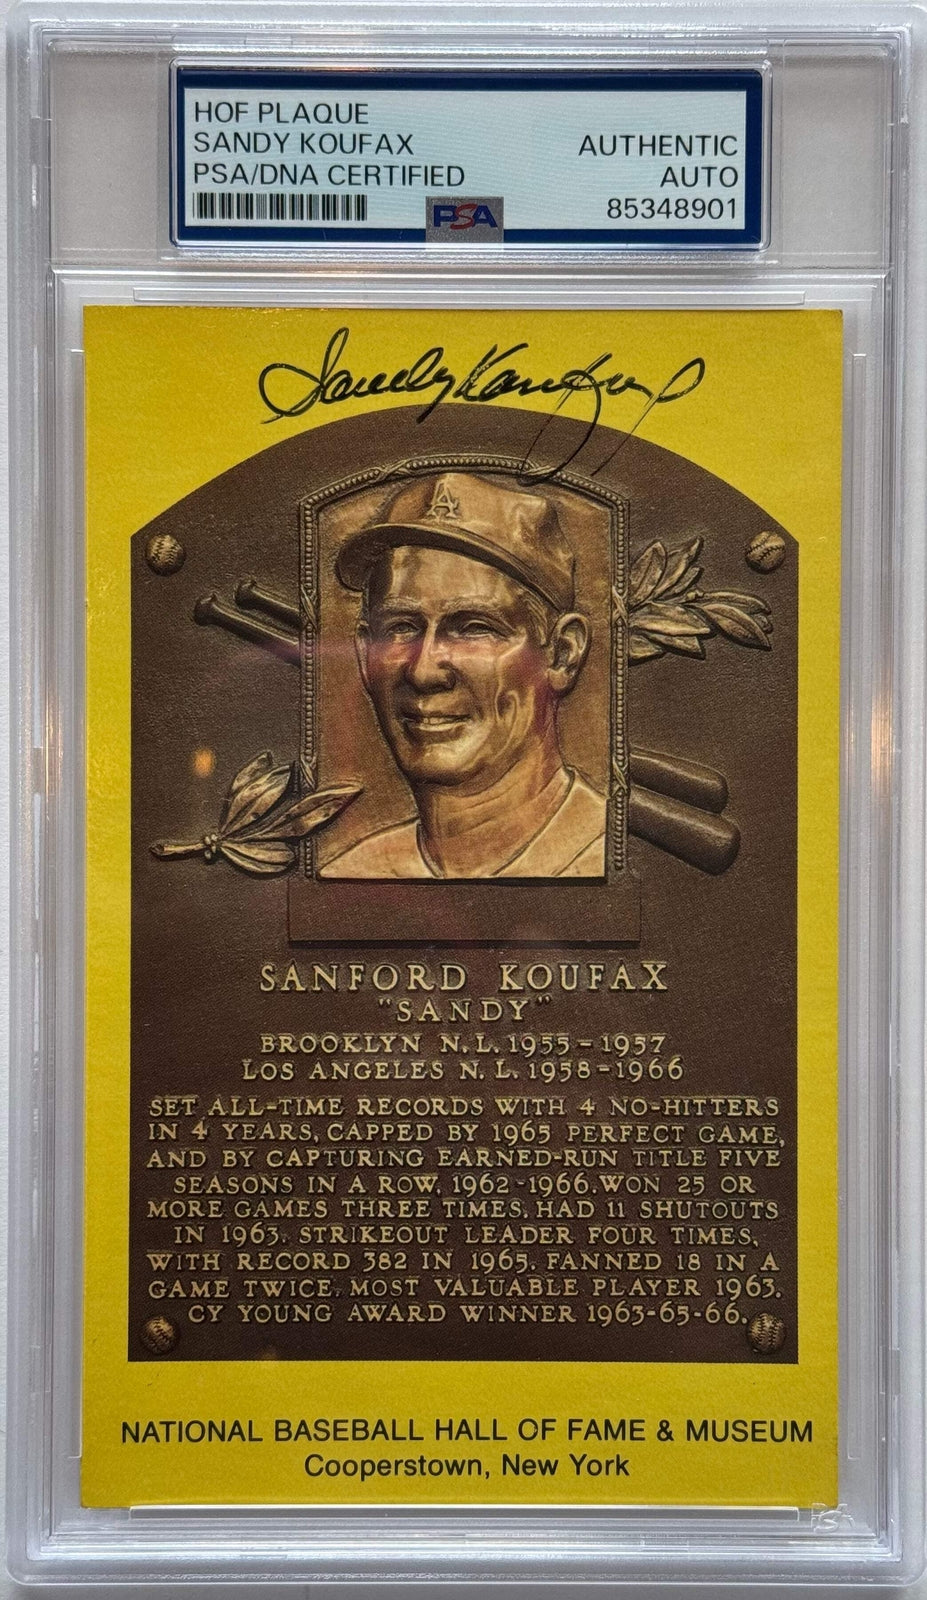 HOF PLAQUE
SANDY KOUFAX
PSA/DNA CERTIFIED
AUTHENTIC
AUTO
85348901
PSA
Sandy Koufax
A
SANFORD KOUFAX
"SANDY"
BROOKLYN N.L. 1955-1957
LOS ANGELES N.L. 1958-1966
SET ALL-TIME RECORDS WITH 4 NO-HITTERS
IN 4 YEARS, CAPPED BY 1965 PERFECT GAME,
AND BY CAPTURING EARNED-RUN TITLE FIVE
SEASONS IN A ROW, 1962-1966. WON 25 OR
MORE GAMES THREE TIMES. HAD 11 SHUTOUTS
IN 1963. STRIKEOUT LEADER FOUR TIMES,
WITH RECORD 382 IN 1965. FANNED 18 IN A
GAME TWICE. MOST VALUABLE PLAYER 1963.
CY YOUNG AWARD WINNER 1963-65-66.
NATIONAL BASEBALL HALL OF FAME & MUSEUM
Cooperstown, New York